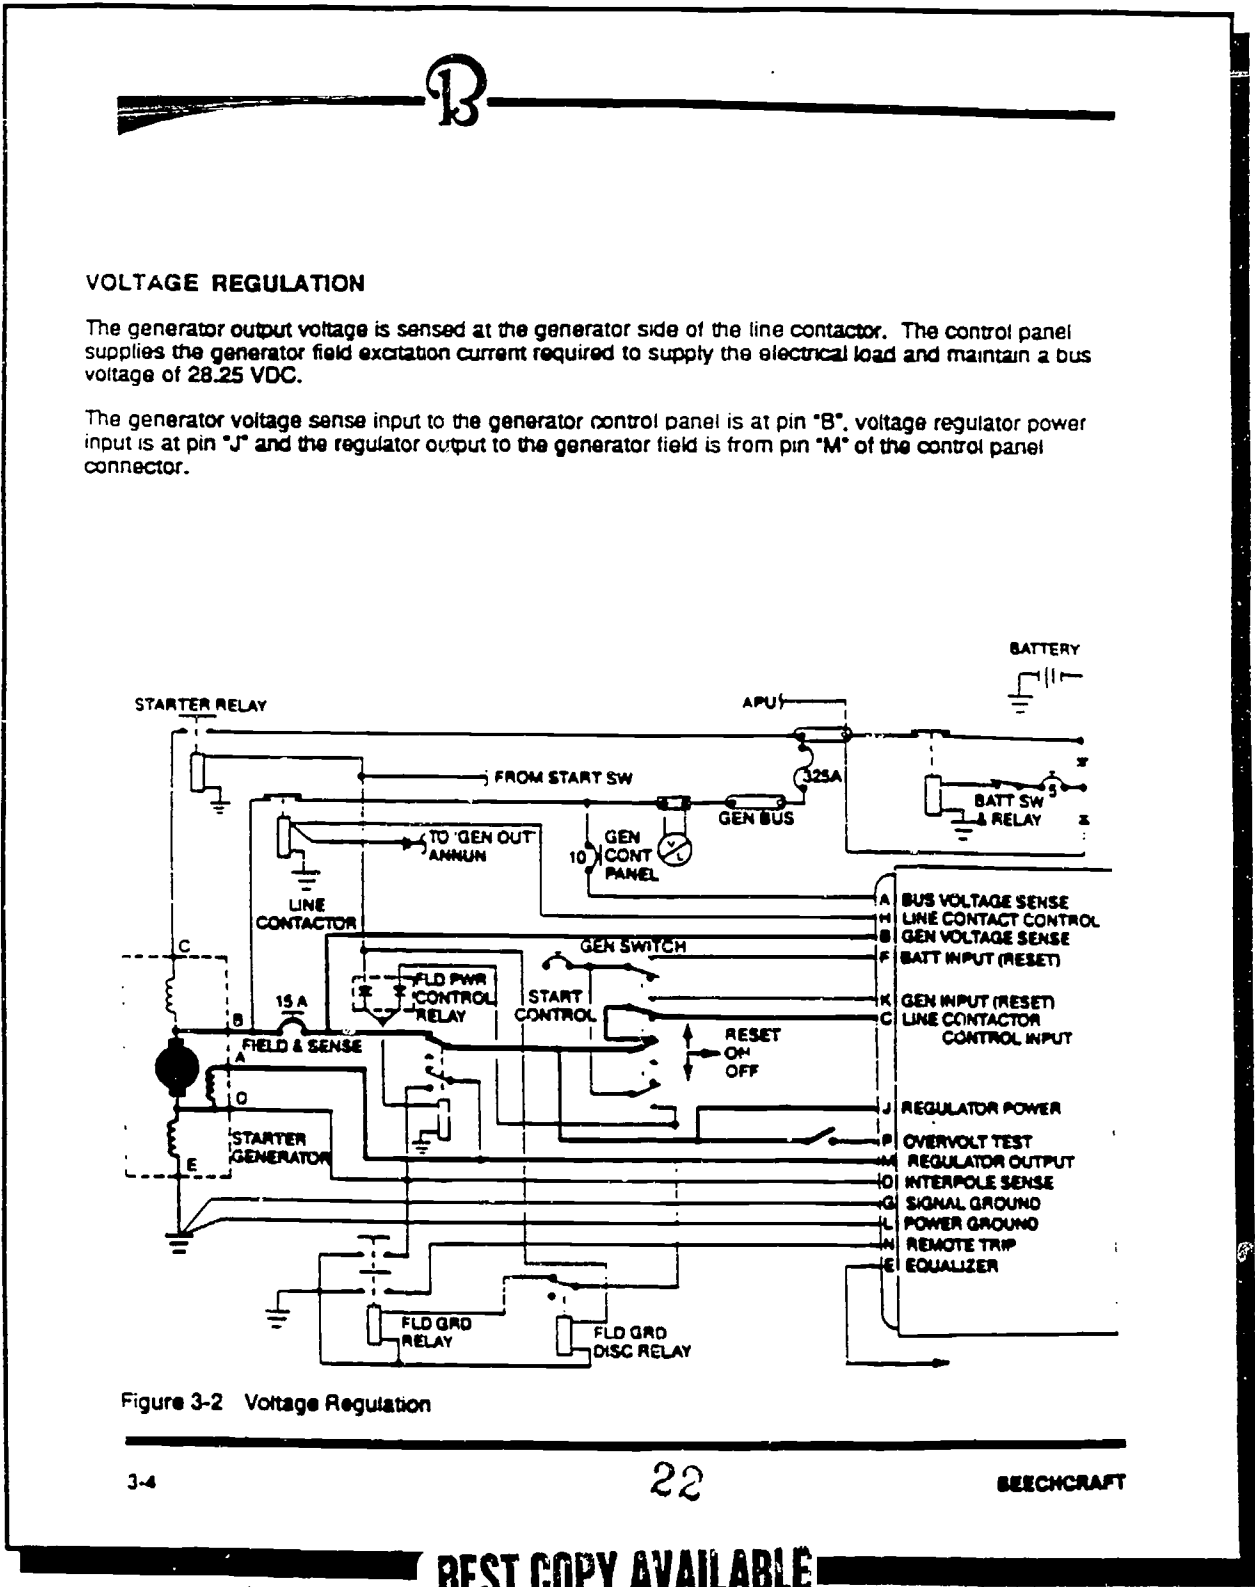 B
VOLTAGE REGULATION
The generator output voltage is sensed at the generator side of the line contactor. The control panel
supplies the generator field excitation current required to supply the electrical load and maintain a bus
voltage of 28.25 VDC.
The generator voltage sense input to the generator control panel is at pin "B", voltage regulator power
input is at pin "J" and the regulator output to the generator field is from pin "M" of the control panel
connector.
BATTERY
STARTER RELAY
APU
FROM START SW
325A
GEN BUS
5
BATT SW
& RELAY
TO 'GEN OUT'
ANNUN
10
GEN
CONT
PANEL
V/L
LINE
CONTACTOR
A BUS VOLTAGE SENSE
H LINE CONTACT CONTROL
B GEN VOLTAGE SENSE
F BATT INPUT (RESET)
K GEN INPUT (RESET)
C LINE CONTACTOR
CONTROL INPUT
J REGULATOR POWER
P OVERVOLT TEST
M REGULATOR OUTPUT
D INTERPOLE SENSE
G SIGNAL GROUND
L POWER GROUND
N REMOTE TRIP
E EQUALIZER
GEN SWITCH
START
CONTROL
RESET
ON
OFF
FLD PWR
CONTROL
RELAY
15 A
FIELD & SENSE
C
B
A
D
E
STARTER
GENERATOR
FLD GRD
RELAY
FLD GRD
DISC RELAY
Figure 3-2 Voltage Regulation
3-4
22
BEECHCRAFT
BEST COPY AVAILABLE